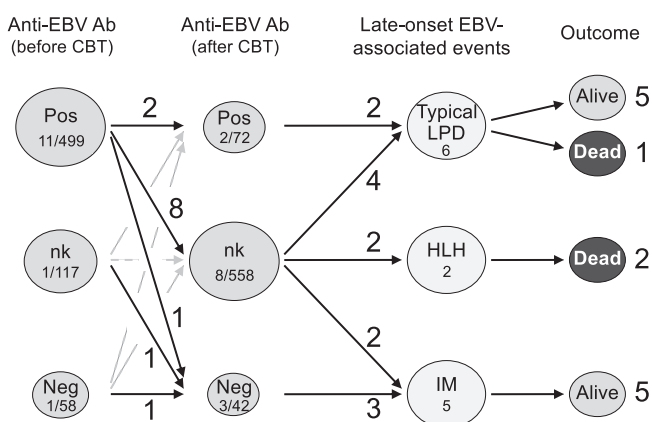 Anti-EBV Ab
(before CBT)
Anti-EBV Ab
(after CBT)
Late-onset EBV-
associated events
Outcome
Pos
11/499
2
Pos
2/72
2
Typical
LPD
6
Alive 5
Dead 1
8
4
nk
1/117
nk
8/558
2
HLH
2
Dead 2
1
1
2
Neg
1/58
1
Neg
3/42
3
IM
5
Alive 5